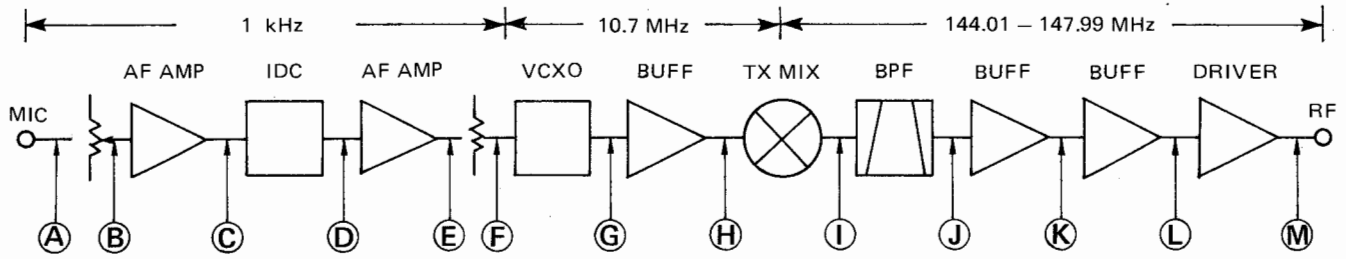 1 kHz 10.7 MHz 144.01 – 147.99 MHz
AF AMP IDC AF AMP VCXO BUFF TX MIX BPF BUFF BUFF DRIVER
MIC RF
A B C D E F G H I J K L M